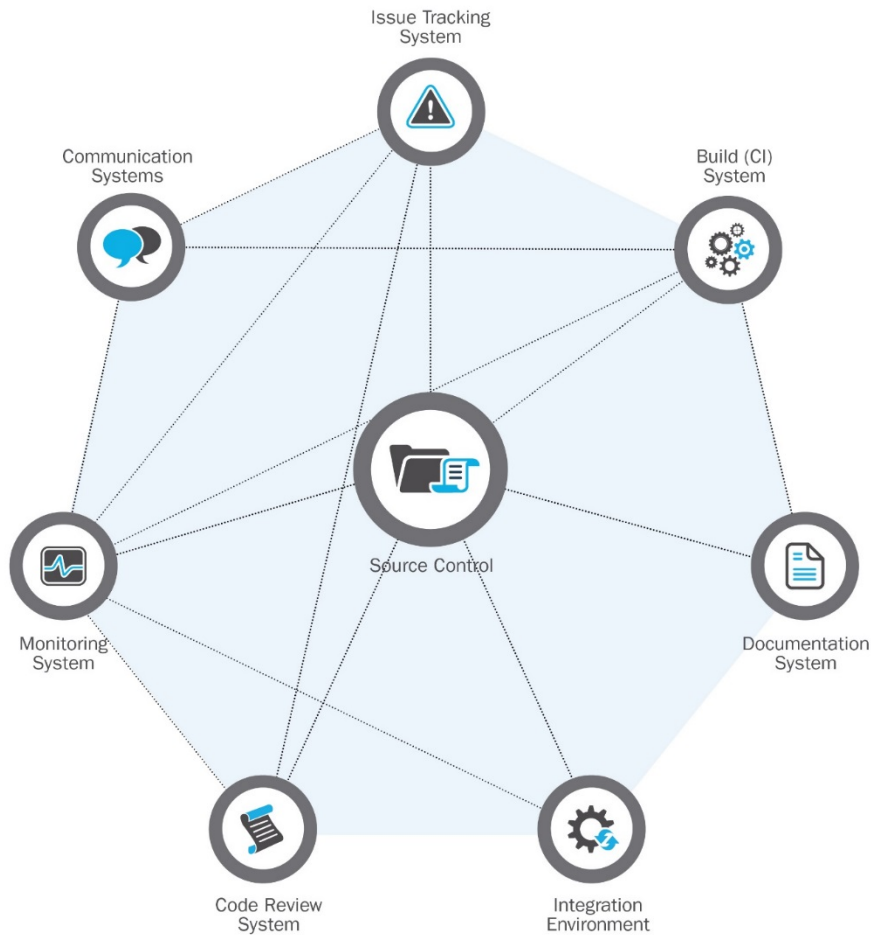 Issue Tracking
System
Communication
Systems
Build (CI)
System
Source Control
Monitoring
System
Documentation
System
Code Review
System
Integration
Environment